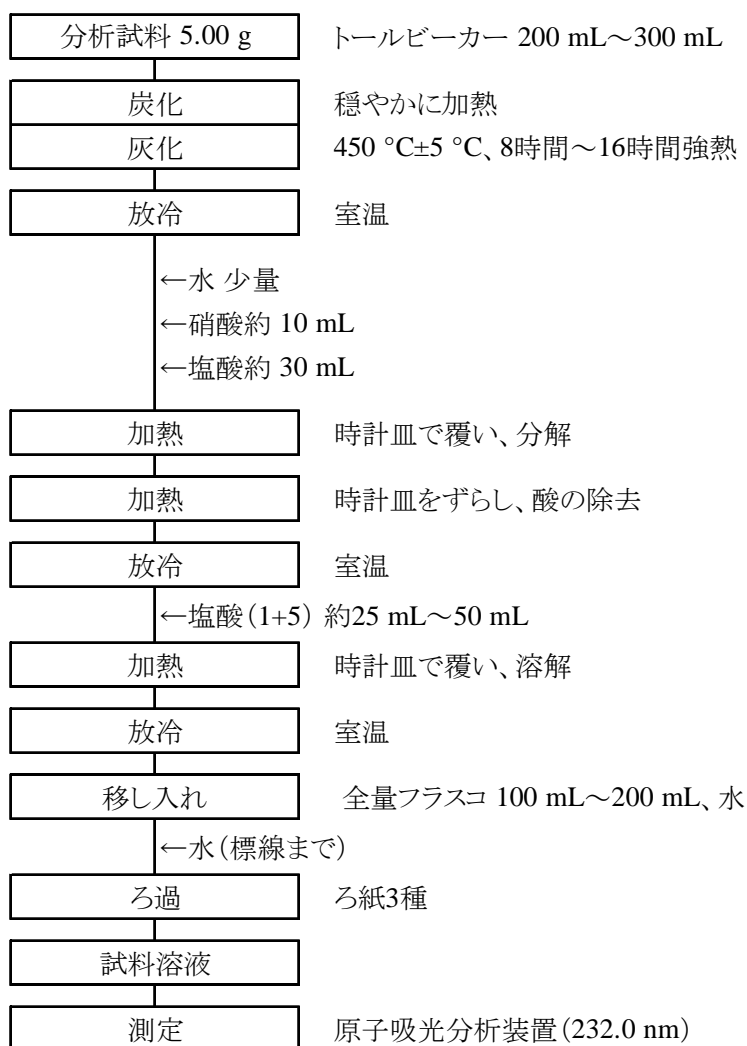 分析試料 5.00 g　トールビーカー 200 mL～300 mL
炭化　穏やかに加熱
灰化　450 °C±5 °C、8時間～16時間強熱
放冷　室温
←水 少量
←硝酸約 10 mL
←塩酸約 30 mL
加熱　時計皿で覆い、分解
加熱　時計皿をずらし、酸の除去
放冷　室温
←塩酸（1+5） 約25 mL～50 mL
加熱　時計皿で覆い、溶解
放冷　室温
移し入れ　全量フラスコ 100 mL～200 mL、水
←水（標線まで）
ろ過　ろ紙3種
試料溶液
測定　原子吸光分析装置（232.0 nm）